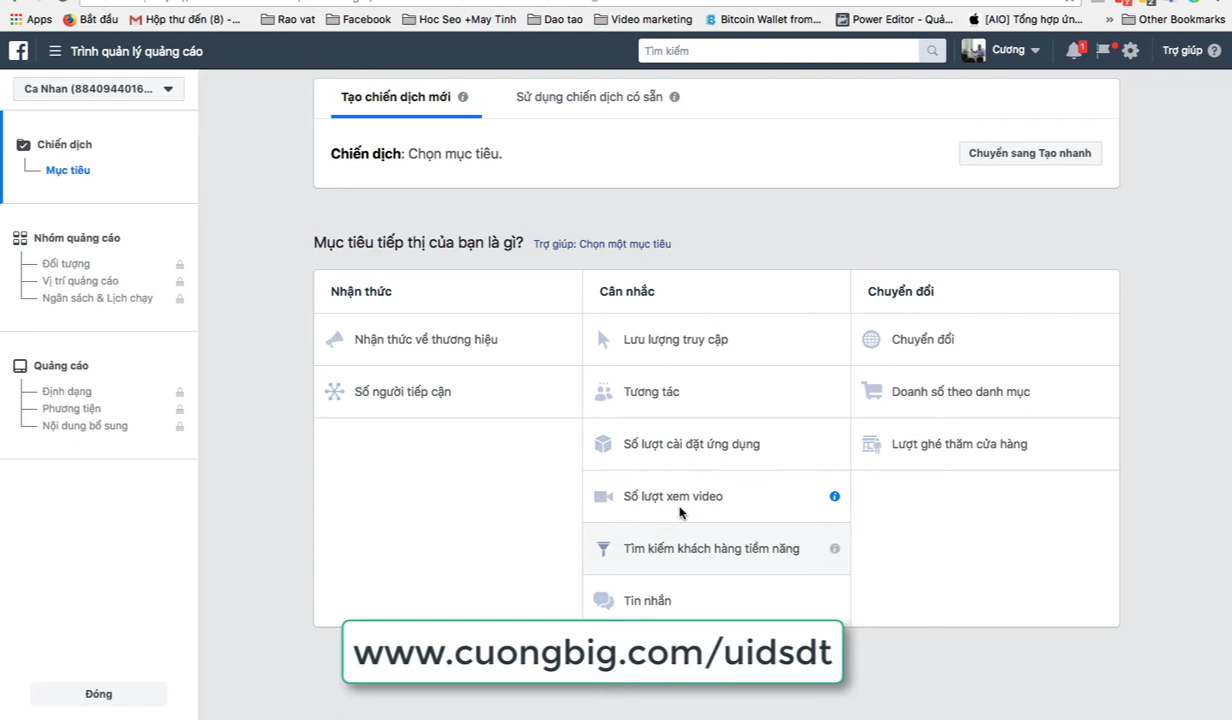 Apps Bắt đầu Hộp thư đến (8) -... Rao vat Facebook Hoc Seo +May Tinh Dao tao Video marketing Bitcoin Wallet from... Power Editor - Quả... [AIO] Tổng hợp ứn... » Other Bookmarks
Trình quản lý quảng cáo Tìm kiếm Cương 1 Trợ giúp
Ca Nhan (8840944016...
Chiến dịch
Mục tiêu
Nhóm quảng cáo
Đối tượng
Vị trí quảng cáo
Ngân sách & Lịch chạy
Quảng cáo
Định dạng
Phương tiện
Nội dung bổ sung
Đóng
Tạo chiến dịch mới Sử dụng chiến dịch có sẵn
Chiến dịch: Chọn mục tiêu. Chuyển sang Tạo nhanh
Mục tiêu tiếp thị của bạn là gì? Trợ giúp: Chọn một mục tiêu
Nhận thức Cân nhắc Chuyển đổi
Nhận thức về thương hiệu Lưu lượng truy cập Chuyển đổi
Số người tiếp cận Tương tác Doanh số theo danh mục
Số lượt cài đặt ứng dụng Lượt ghé thăm cửa hàng
Số lượt xem video
Tìm kiếm khách hàng tiềm năng
Tin nhắn
www.cuongbig.com/uidsdt